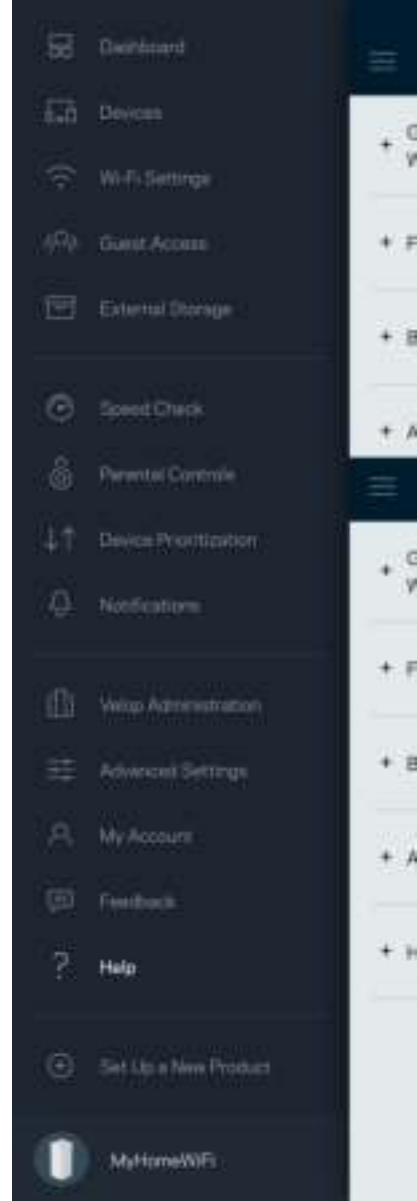 Dashboard
Devices
Wi-Fi Settings
Guest Access
External Storage
Speed Check
Parental Controls
Device Prioritization
Notifications
Velop Administration
Advanced Settings
My Account
Feedback
Help
Set Up a New Product
MyHomeWiFi
+
+ F
+ B
+ A
+
+ F
+ B
+ A
+ H